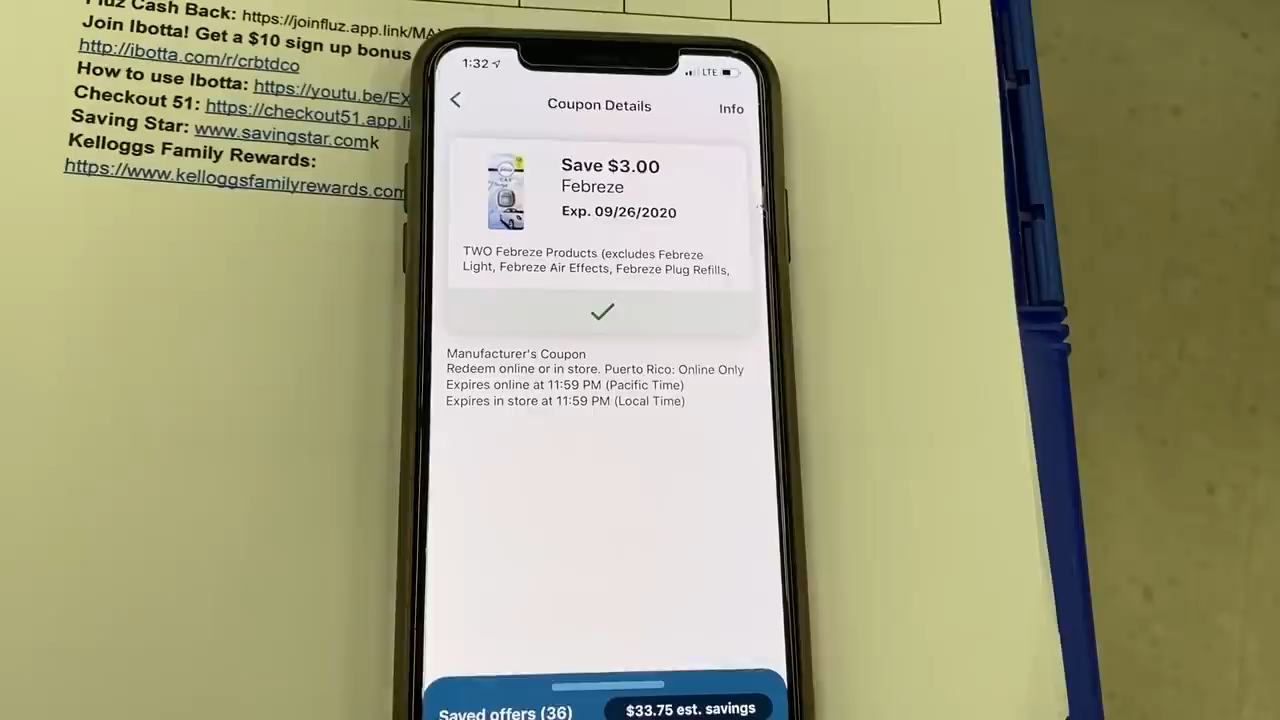 Cash Back: https://joinfluz.app.link/MA
Join Ibotta! Get a $10 sign up bonus
http://ibotta.com/r/crbtdco
How to use Ibotta: https://youtu.be/EX
Checkout 51: https://checkout51.app.li
Saving Star: www.savingstar.comk
Kelloggs Family Rewards:
https://www.kelloggsfamilyrewards.com
1:32
LTE
Coupon Details
Info
Save $3.00
Febreze
Exp. 09/26/2020
TWO Febreze Products (excludes Febreze
Light, Febreze Air Effects, Febreze Plug Refills,
Manufacturer's Coupon
Redeem online or in store. Puerto Rico: Online Only
Expires online at 11:59 PM (Pacific Time)
Expires in store at 11:59 PM (Local Time)
Saved offers (36)
$33.75 est. savings